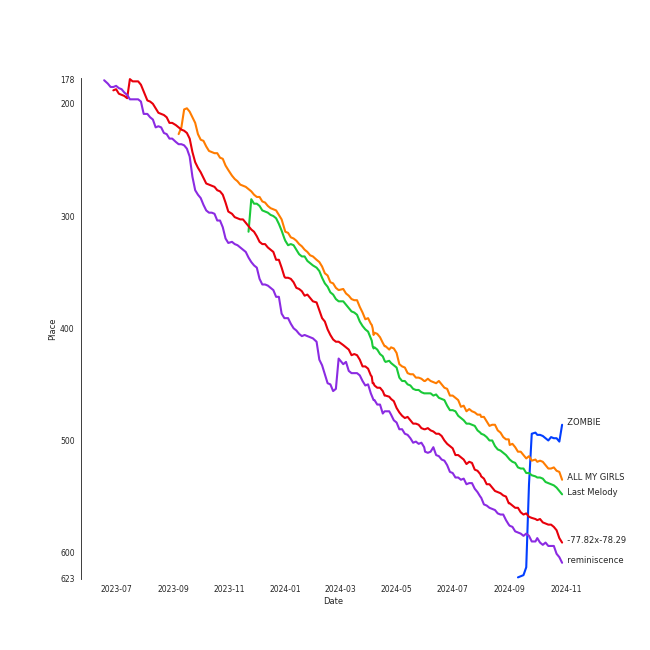 178
200
300
400
500
600
623
Place
ZOMBIE
ALL MY GIRLS
Last Melody
-77.82x-78.29
reminiscence
2023-07 2023-09 2023-11 2024-01 2024-03 2024-05 2024-07 2024-09 2024-11
Date